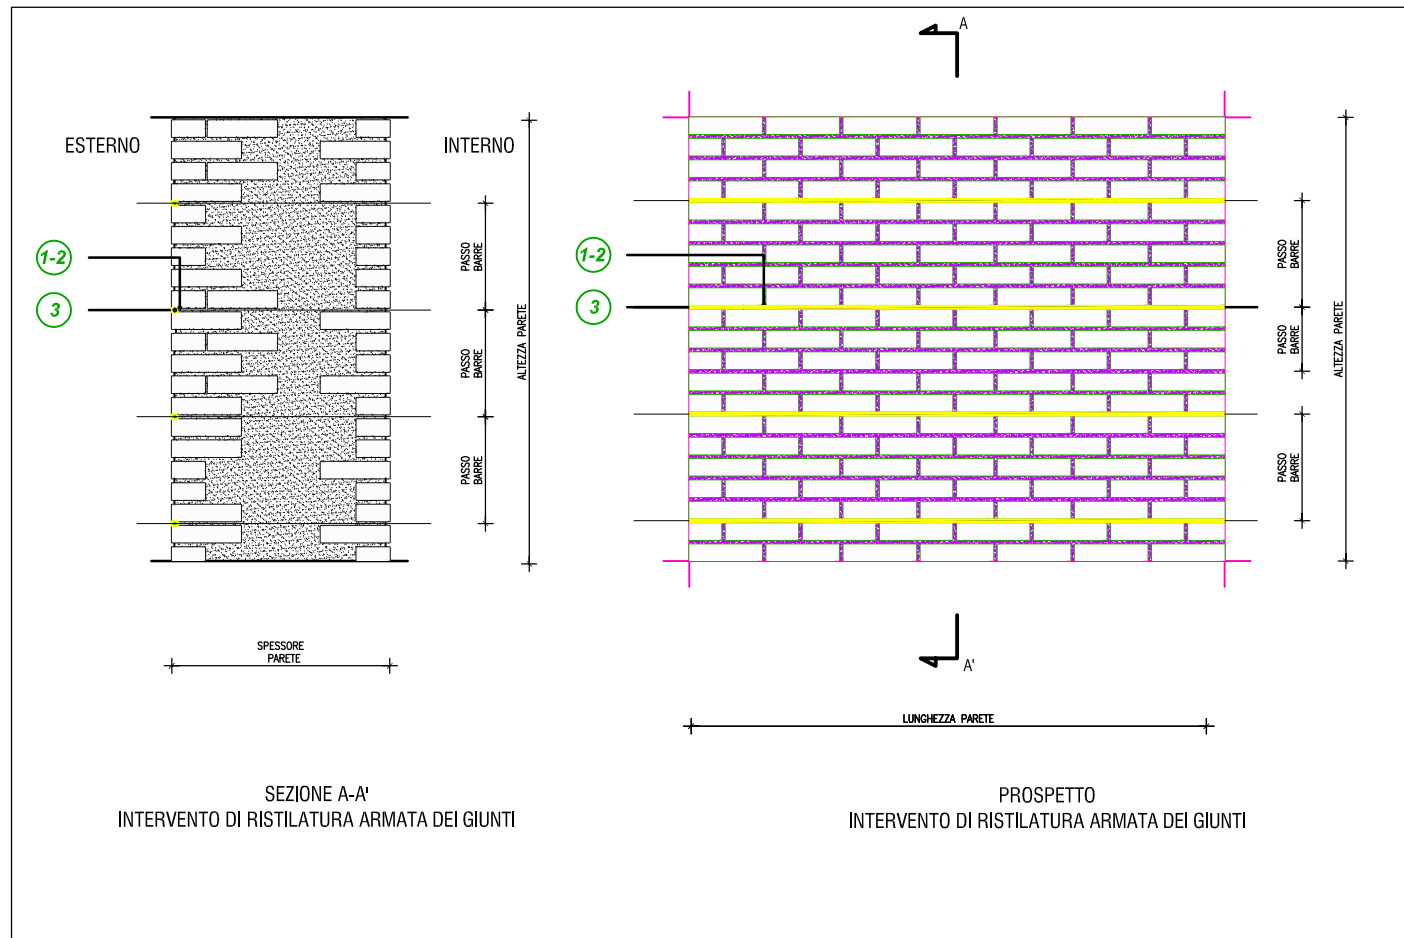 A
ESTERNO
INTERNO
1-2
3
PASSO
BARRE
PASSO
BARRE
PASSO
BARRE
ALTEZZA PARETE
SPESSORE
PARETE
SEZIONE A-A'
INTERVENTO DI RISTILATURA ARMATA DEI GIUNTI
1-2
3
PASSO
BARRE
PASSO
BARRE
PASSO
BARRE
ALTEZZA PARETE
A'
LUNGHEZZA PARETE
PROSPETTO
INTERVENTO DI RISTILATURA ARMATA DEI GIUNTI